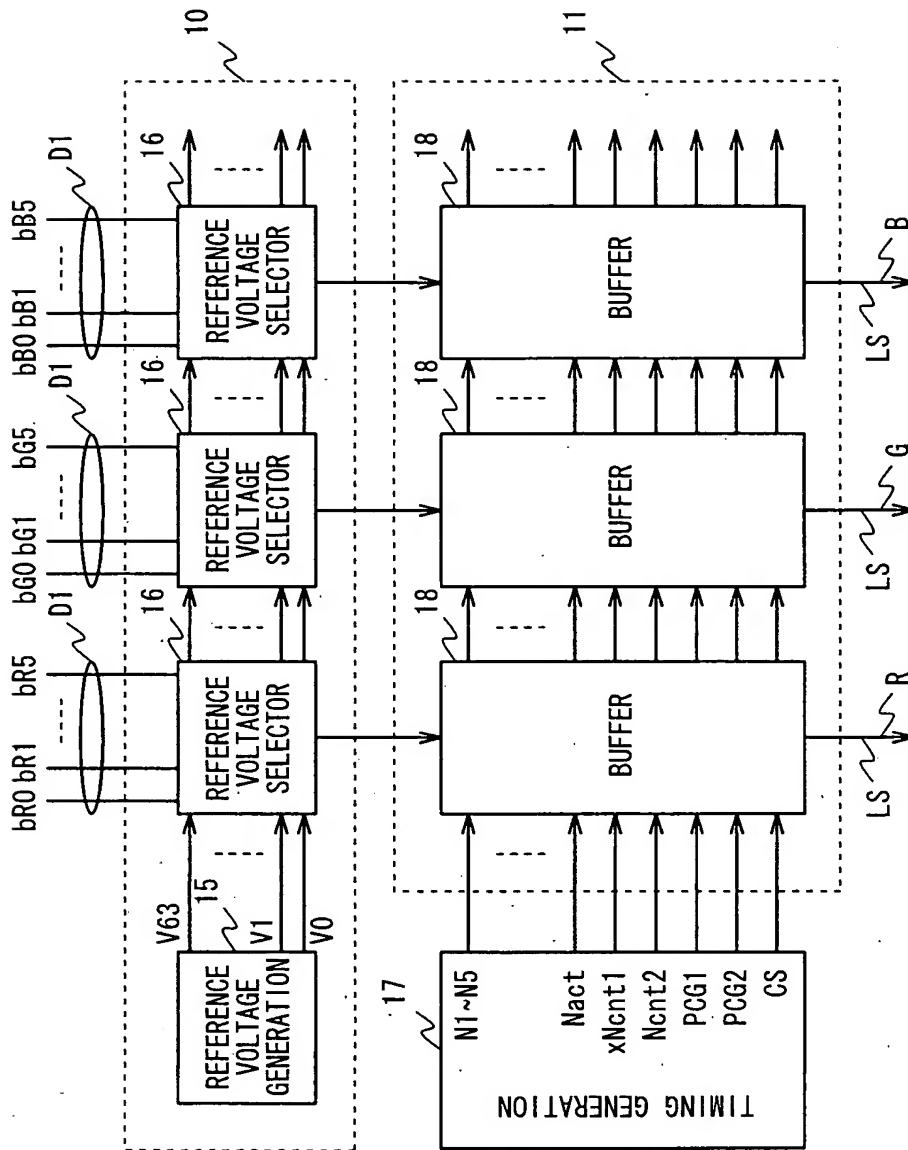 bR0 bR1 bR5
D1
bG0 bG1 bG5
D1
bB0 bB1 bB5
D1
10
V63
15
V1
V0
REFERENCE
VOLTAGE
GENERATION
16
REFERENCE
VOLTAGE
SELECTOR
16
REFERENCE
VOLTAGE
SELECTOR
16
REFERENCE
VOLTAGE
SELECTOR
11
17
N1~N5
Nact
xNcnt1
Ncnt2
PCG1
PCG2
CS
TIMING GENERATION
18
BUFFER
18
BUFFER
18
BUFFER
LS
R
LS
G
LS
B